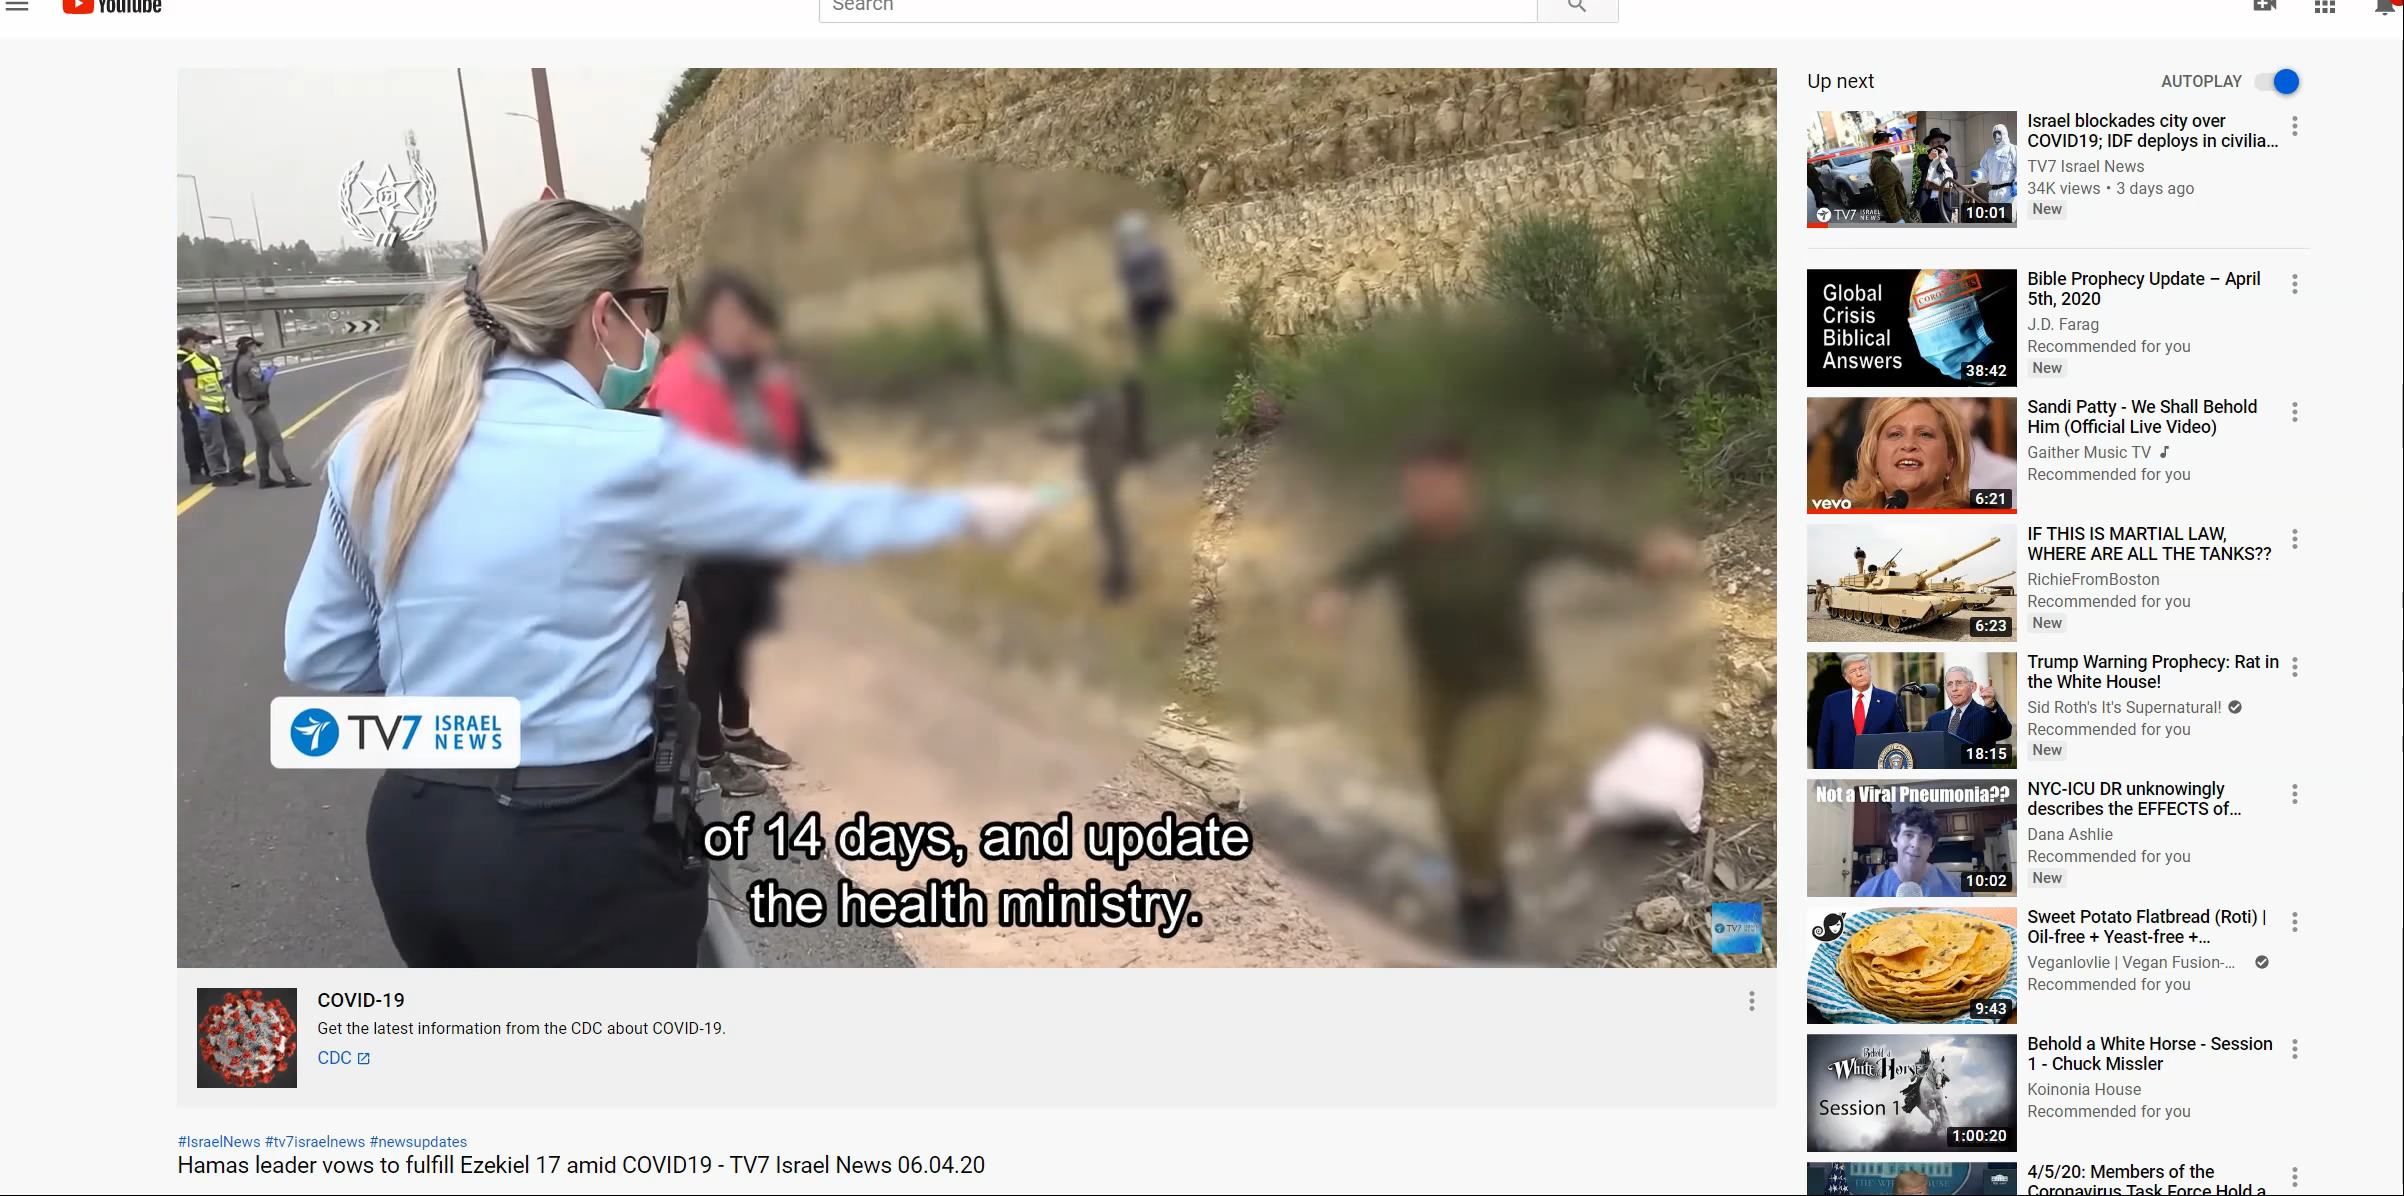 YouTube
Search
TV7 ISRAEL
NEWS
of 14 days, and update
the health ministry.
COVID-19
Get the latest information from the CDC about COVID-19.
CDC
#IsraelNews #tv7israelnews #newsupdates
Hamas leader vows to fulfill Ezekiel 17 amid COVID19 - TV7 Israel News 06.04.20
Up next
AUTOPLAY
TV7 ISRAEL
NEWS
10:01
Israel blockades city over
COVID19; IDF deploys in civilia...
TV7 Israel News
34K views • 3 days ago
New
Global
Crisis
Biblical
Answers
38:42
Bible Prophecy Update – April
5th, 2020
J.D. Farag
Recommended for you
New
vevo
6:21
Sandi Patty - We Shall Behold
Him (Official Live Video)
Gaither Music TV
Recommended for you
6:23
IF THIS IS MARTIAL LAW,
WHERE ARE ALL THE TANKS??
RichieFromBoston
Recommended for you
New
18:15
Trump Warning Prophecy: Rat in
the White House!
Sid Roth's It's Supernatural!
Recommended for you
New
Not a Viral Pneumonia??
10:02
NYC-ICU DR unknowingly
describes the EFFECTS of...
Dana Ashlie
Recommended for you
New
9:43
Sweet Potato Flatbread (Roti) |
Oil-free + Yeast-free +...
Veganlovlie | Vegan Fusion-...
Recommended for you
Behold a
White Horse
Session 1
1:00:20
Behold a White Horse - Session
1 - Chuck Missler
Koinonia House
Recommended for you
4/5/20: Members of the
Coronavirus Task Force Hold a